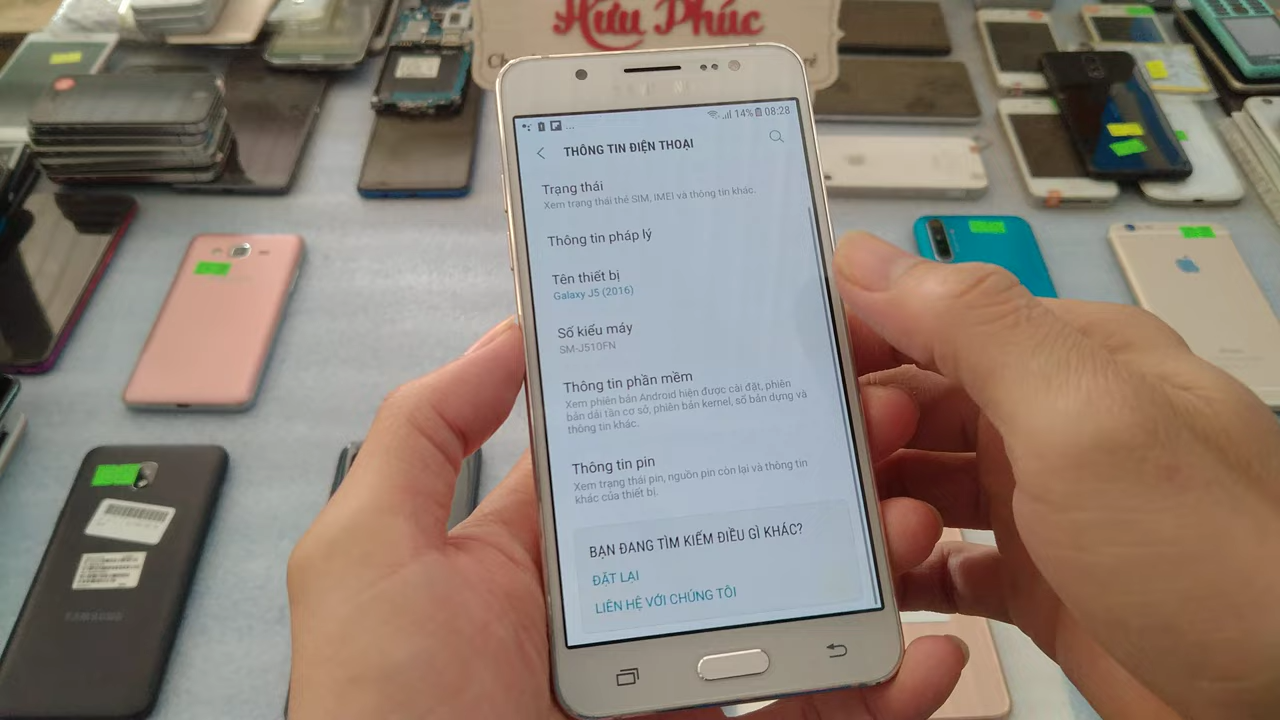 Hưu Phúc
14% 08:28
THÔNG TIN ĐIỆN THOẠI
Trạng thái
Xem trạng thái thẻ SIM, IMEI và thông tin khác.
Thông tin pháp lý
Tên thiết bị
Galaxy J5 (2016)
Số kiểu máy
SM-J510FN
Thông tin phần mềm
Xem phiên bản Android hiện được cài đặt, phiên
bản dải tần cơ sở, phiên bản kernel, số bản dựng và
thông tin khác.
Thông tin pin
Xem trạng thái pin, nguồn pin còn lại và thông tin
khác của thiết bị.
BẠN ĐANG TÌM KIẾM ĐIỀU GÌ KHÁC?
ĐẶT LẠI
LIÊN HỆ VỚI CHÚNG TÔI
SAMSUNG